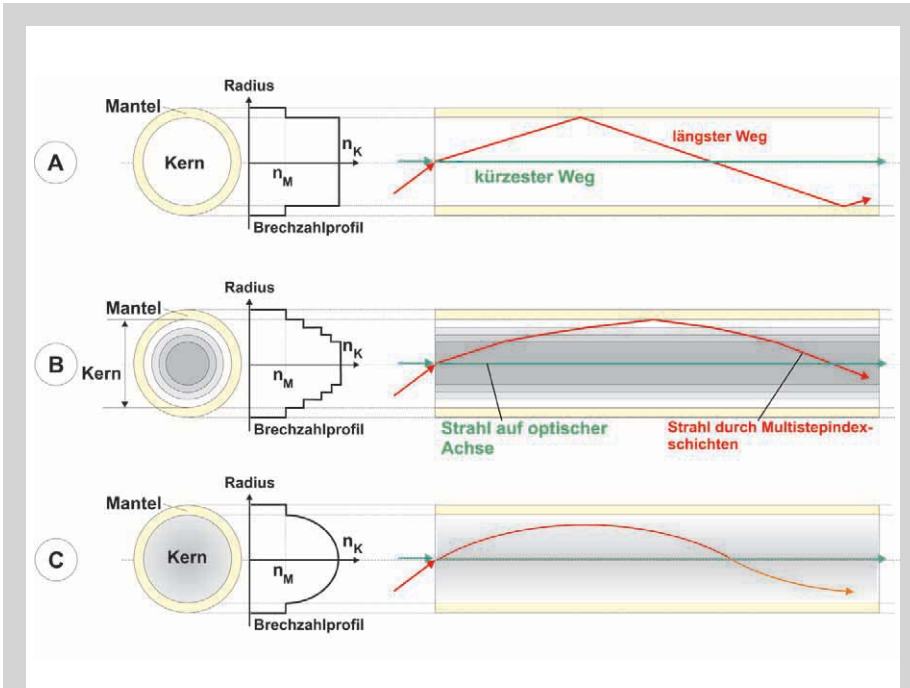 Radius
Mantel
A
Kern
n_K
n_M
Brechzahlprofil
längster Weg
kürzester Weg
Radius
Mantel
B
Kern
n_K
n_M
Brechzahlprofil
Strahl auf optischer
Achse
Strahl durch Multistepindex-
schichten
Radius
Mantel
C
Kern
n_K
n_M
Brechzahlprofil